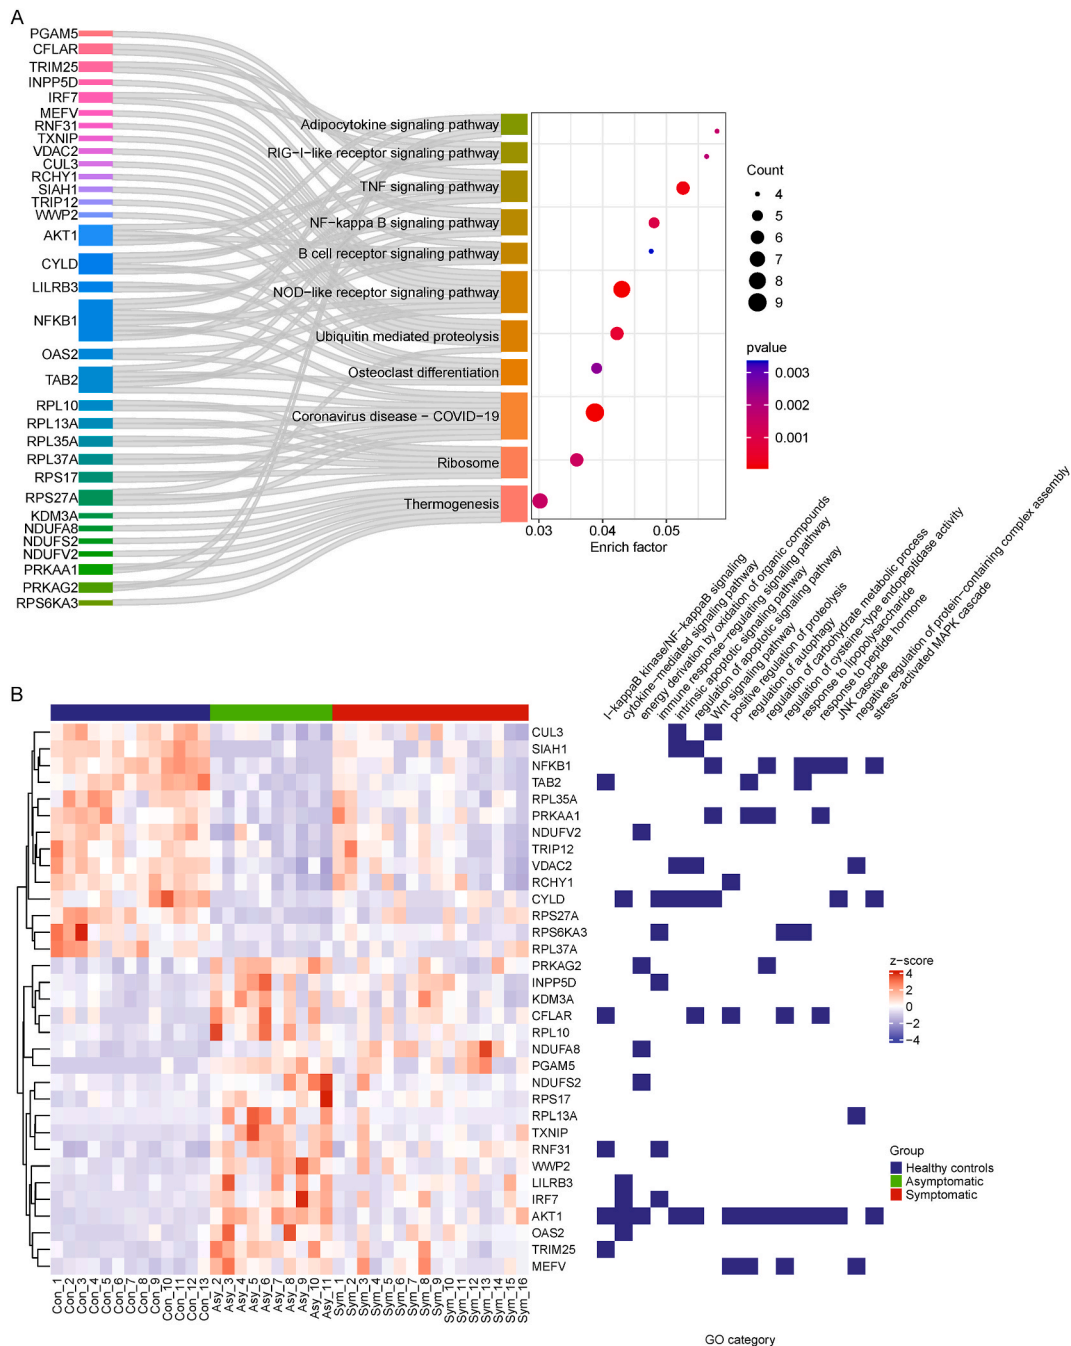 A
PGAM5
CFLAR
TRIM25
INPP5D
IRF7
MEFV
RNF31
TXNIP
VDAC2
CUL3
RCHY1
SIAH1
TRIP12
WWP2
AKT1
CYLD
LILRB3
NFKB1
OAS2
TAB2
RPL10
RPL13A
RPL35A
RPL37A
RPS17
RPS27A
KDM3A
NDUFA8
NDUFS2
NDUFV2
PRKAA1
PRKAG2
RPS6KA3
Adipocytokine signaling pathway
RIG−I−like receptor signaling pathway
TNF signaling pathway
NF−kappa B signaling pathway
B cell receptor signaling pathway
NOD−like receptor signaling pathway
Ubiquitin mediated proteolysis
Osteoclast differentiation
Coronavirus disease − COVID−19
Ribosome
Thermogenesis
0.03 0.04 0.05
Enrich factor
Count
4
5
6
7
8
9
pvalue
0.003
0.002
0.001
B
I−kappaB kinase/NF−kappaB signaling
cytokine−mediated signaling pathway
energy derivation by oxidation of organic compounds
immune response−regulating signaling pathway
intrinsic apoptotic signaling pathway
regulation of apoptotic signaling pathway
Wnt signaling pathway
positive regulation of proteolysis
regulation of autophagy
regulation of carbohydrate metabolic process
regulation of cysteine−type endopeptidase activity
response to lipopolysaccharide
response to peptide hormone
JNK cascade
negative regulation of protein−containing complex assembly
stress−activated MAPK cascade
CUL3
SIAH1
NFKB1
TAB2
RPL35A
PRKAA1
NDUFV2
TRIP12
VDAC2
RCHY1
CYLD
RPS27A
RPS6KA3
RPL37A
PRKAG2
INPP5D
KDM3A
CFLAR
RPL10
NDUFA8
PGAM5
NDUFS2
RPS17
RPL13A
TXNIP
RNF31
WWP2
LILRB3
IRF7
AKT1
OAS2
TRIM25
MEFV
z−score
4
2
0
−2
−4
Group
Healthy controls
Asymptomatic
Symptomatic
Con_1
Con_2
Con_3
Con_4
Con_5
Con_6
Con_7
Con_8
Con_9
Con_10
Con_11
Con_12
Con_13
Asy_2
Asy_3
Asy_4
Asy_5
Asy_6
Asy_7
Asy_8
Asy_9
Asy_10
Asy_11
Sym_1
Sym_2
Sym_3
Sym_4
Sym_5
Sym_6
Sym_7
Sym_8
Sym_9
Sym_10
Sym_11
Sym_12
Sym_13
Sym_14
Sym_15
Sym_16
GO category